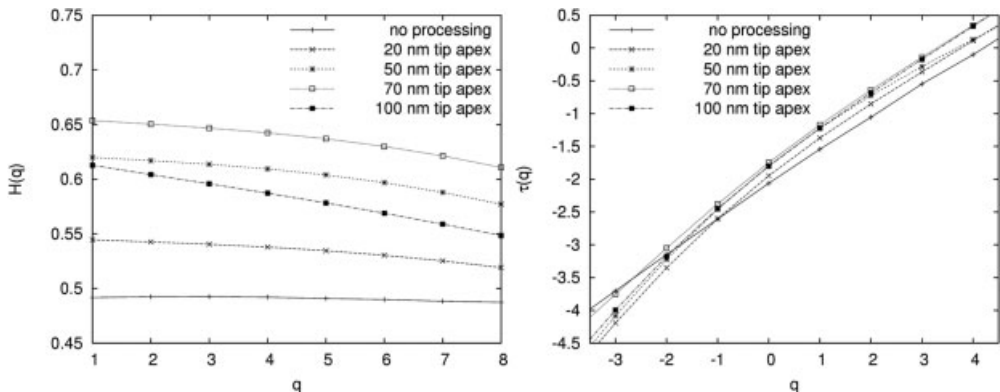 0.75
0.7
0.65
0.6
0.55
0.5
0.45
H(q)
1 2 3 4 5 6 7 8
q
no processing
20 nm tip apex
50 nm tip apex
70 nm tip apex
100 nm tip apex
0.5
0
-0.5
-1
-1.5
-2
-2.5
-3
-3.5
-4
-4.5
τ(q)
-3 -2 -1 0 1 2 3 4
q
no processing
20 nm tip apex
50 nm tip apex
70 nm tip apex
100 nm tip apex